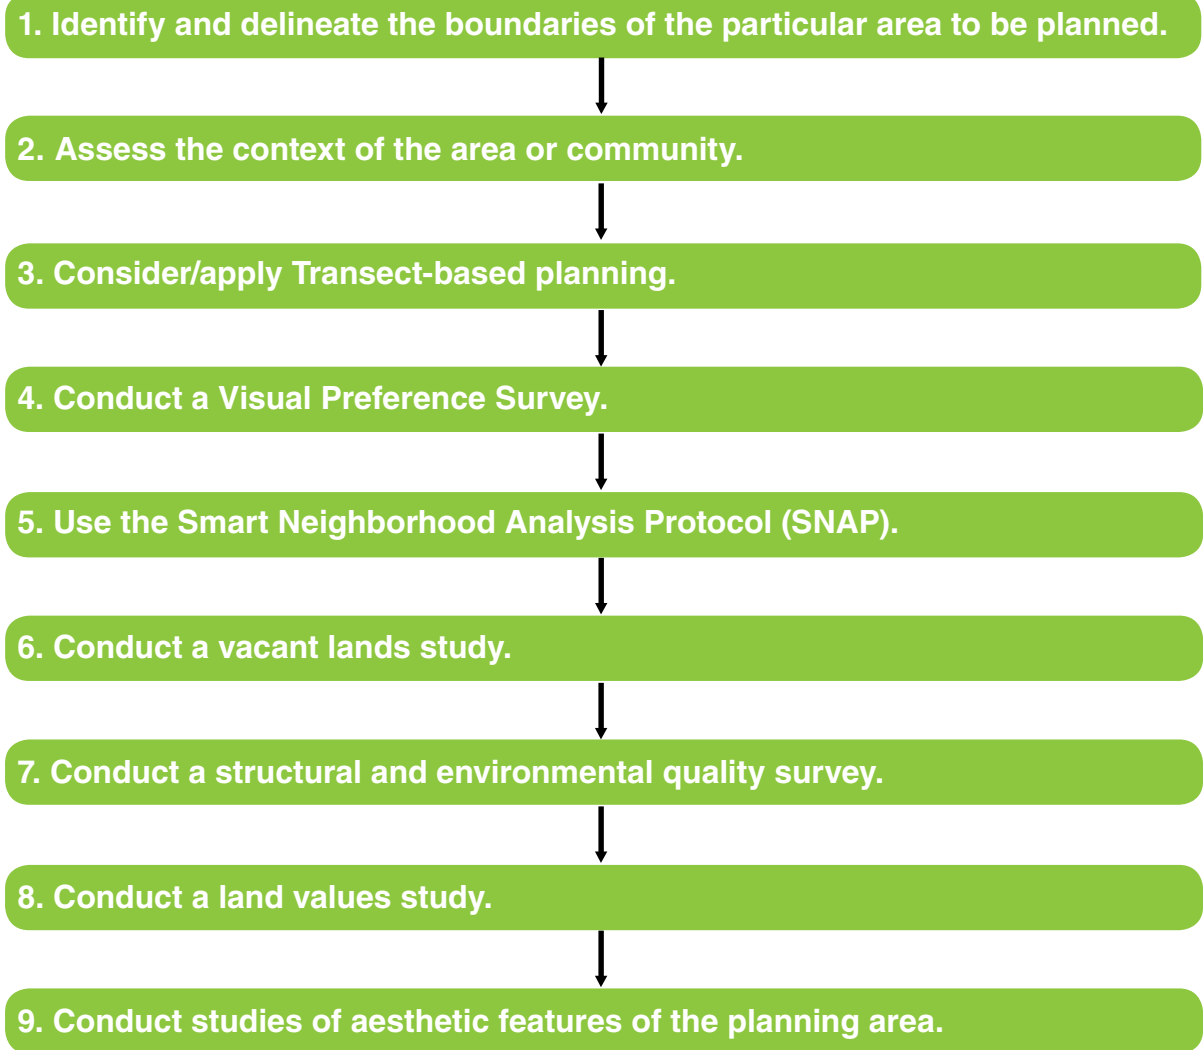 1. Identify and delineate the boundaries of the particular area to be planned.
2. Assess the context of the area or community.
3. Consider/apply Transect-based planning.
4. Conduct a Visual Preference Survey.
5. Use the Smart Neighborhood Analysis Protocol (SNAP).
6. Conduct a vacant lands study.
7. Conduct a structural and environmental quality survey.
8. Conduct a land values study.
9. Conduct studies of aesthetic features of the planning area.